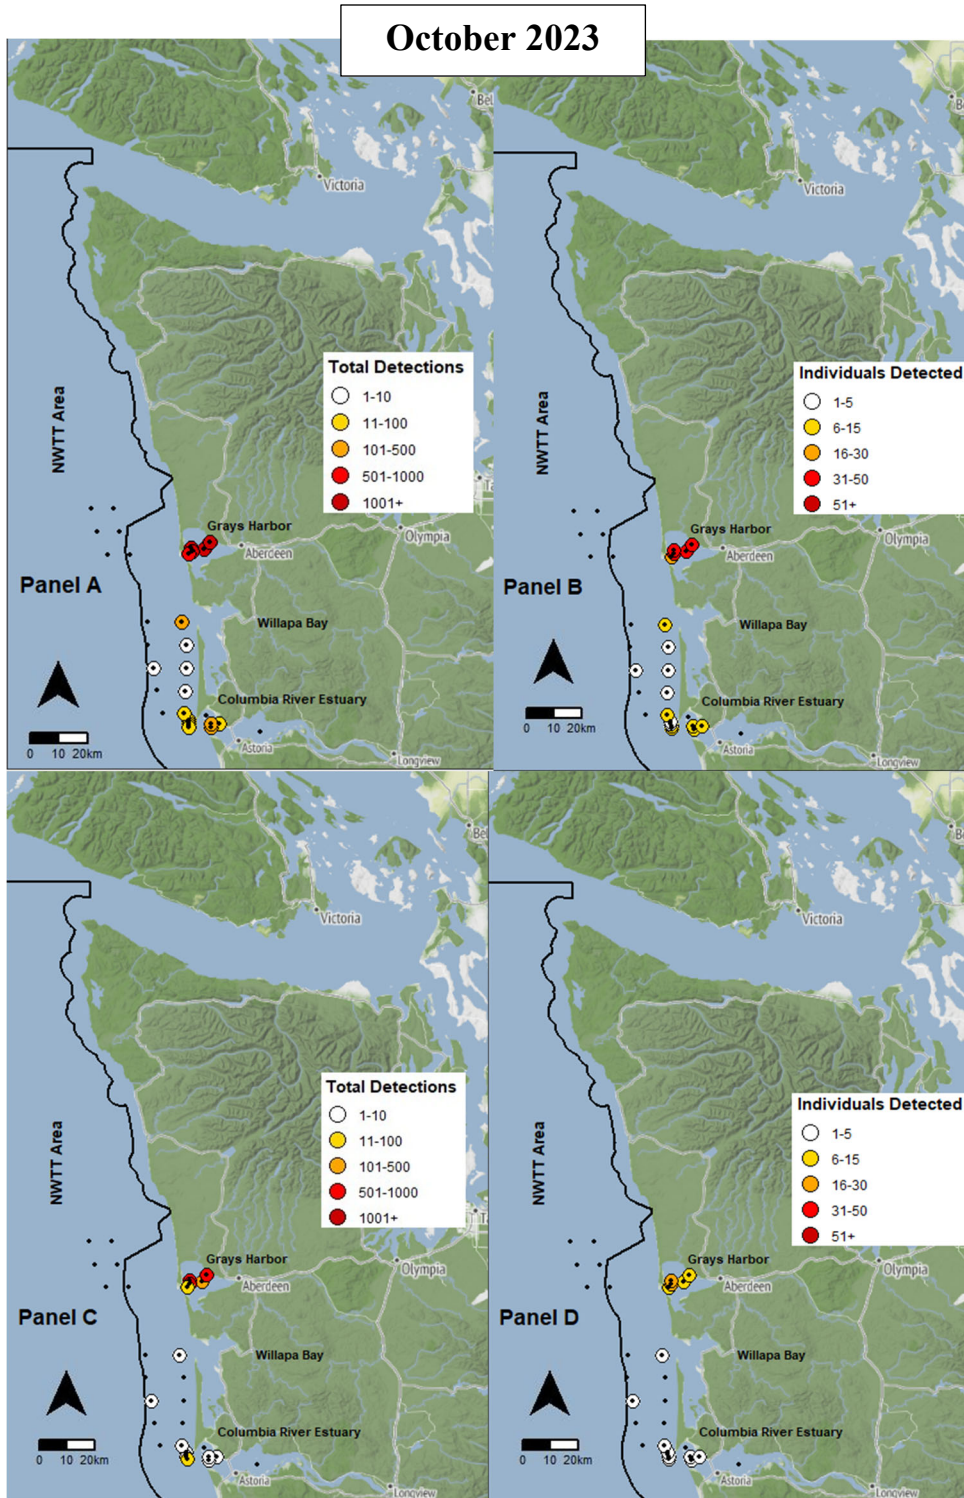 October 2023
Bel
Victoria
NWTT Area
Total Detections
1-10
11-100
101-500
501-1000
1001+
Ta
Grays Harbor
Aberdeen
Olympia
Panel A
Willapa Bay
Columbia River Estuary
Astoria
Longview
0 10 20km
Bel
Victoria
NWTT Area
Individuals Detected
1-5
6-15
16-30
31-50
51+
Grays Harbor
Aberdeen
Olympia
Panel B
Willapa Bay
Columbia River Estuary
Astoria
Longview
0 10 20km
Bel
Victoria
NWTT Area
Total Detections
1-10
11-100
101-500
501-1000
1001+
Ta
Grays Harbor
Aberdeen
Olympia
Panel C
Willapa Bay
Columbia River Estuary
Astoria
Longview
0 10 20km
Bel
Victoria
NWTT Area
Individuals Detected
1-5
6-15
16-30
31-50
51+
Grays Harbor
Aberdeen
Olympia
Panel D
Willapa Bay
Columbia River Estuary
Astoria
Longview
0 10 20km